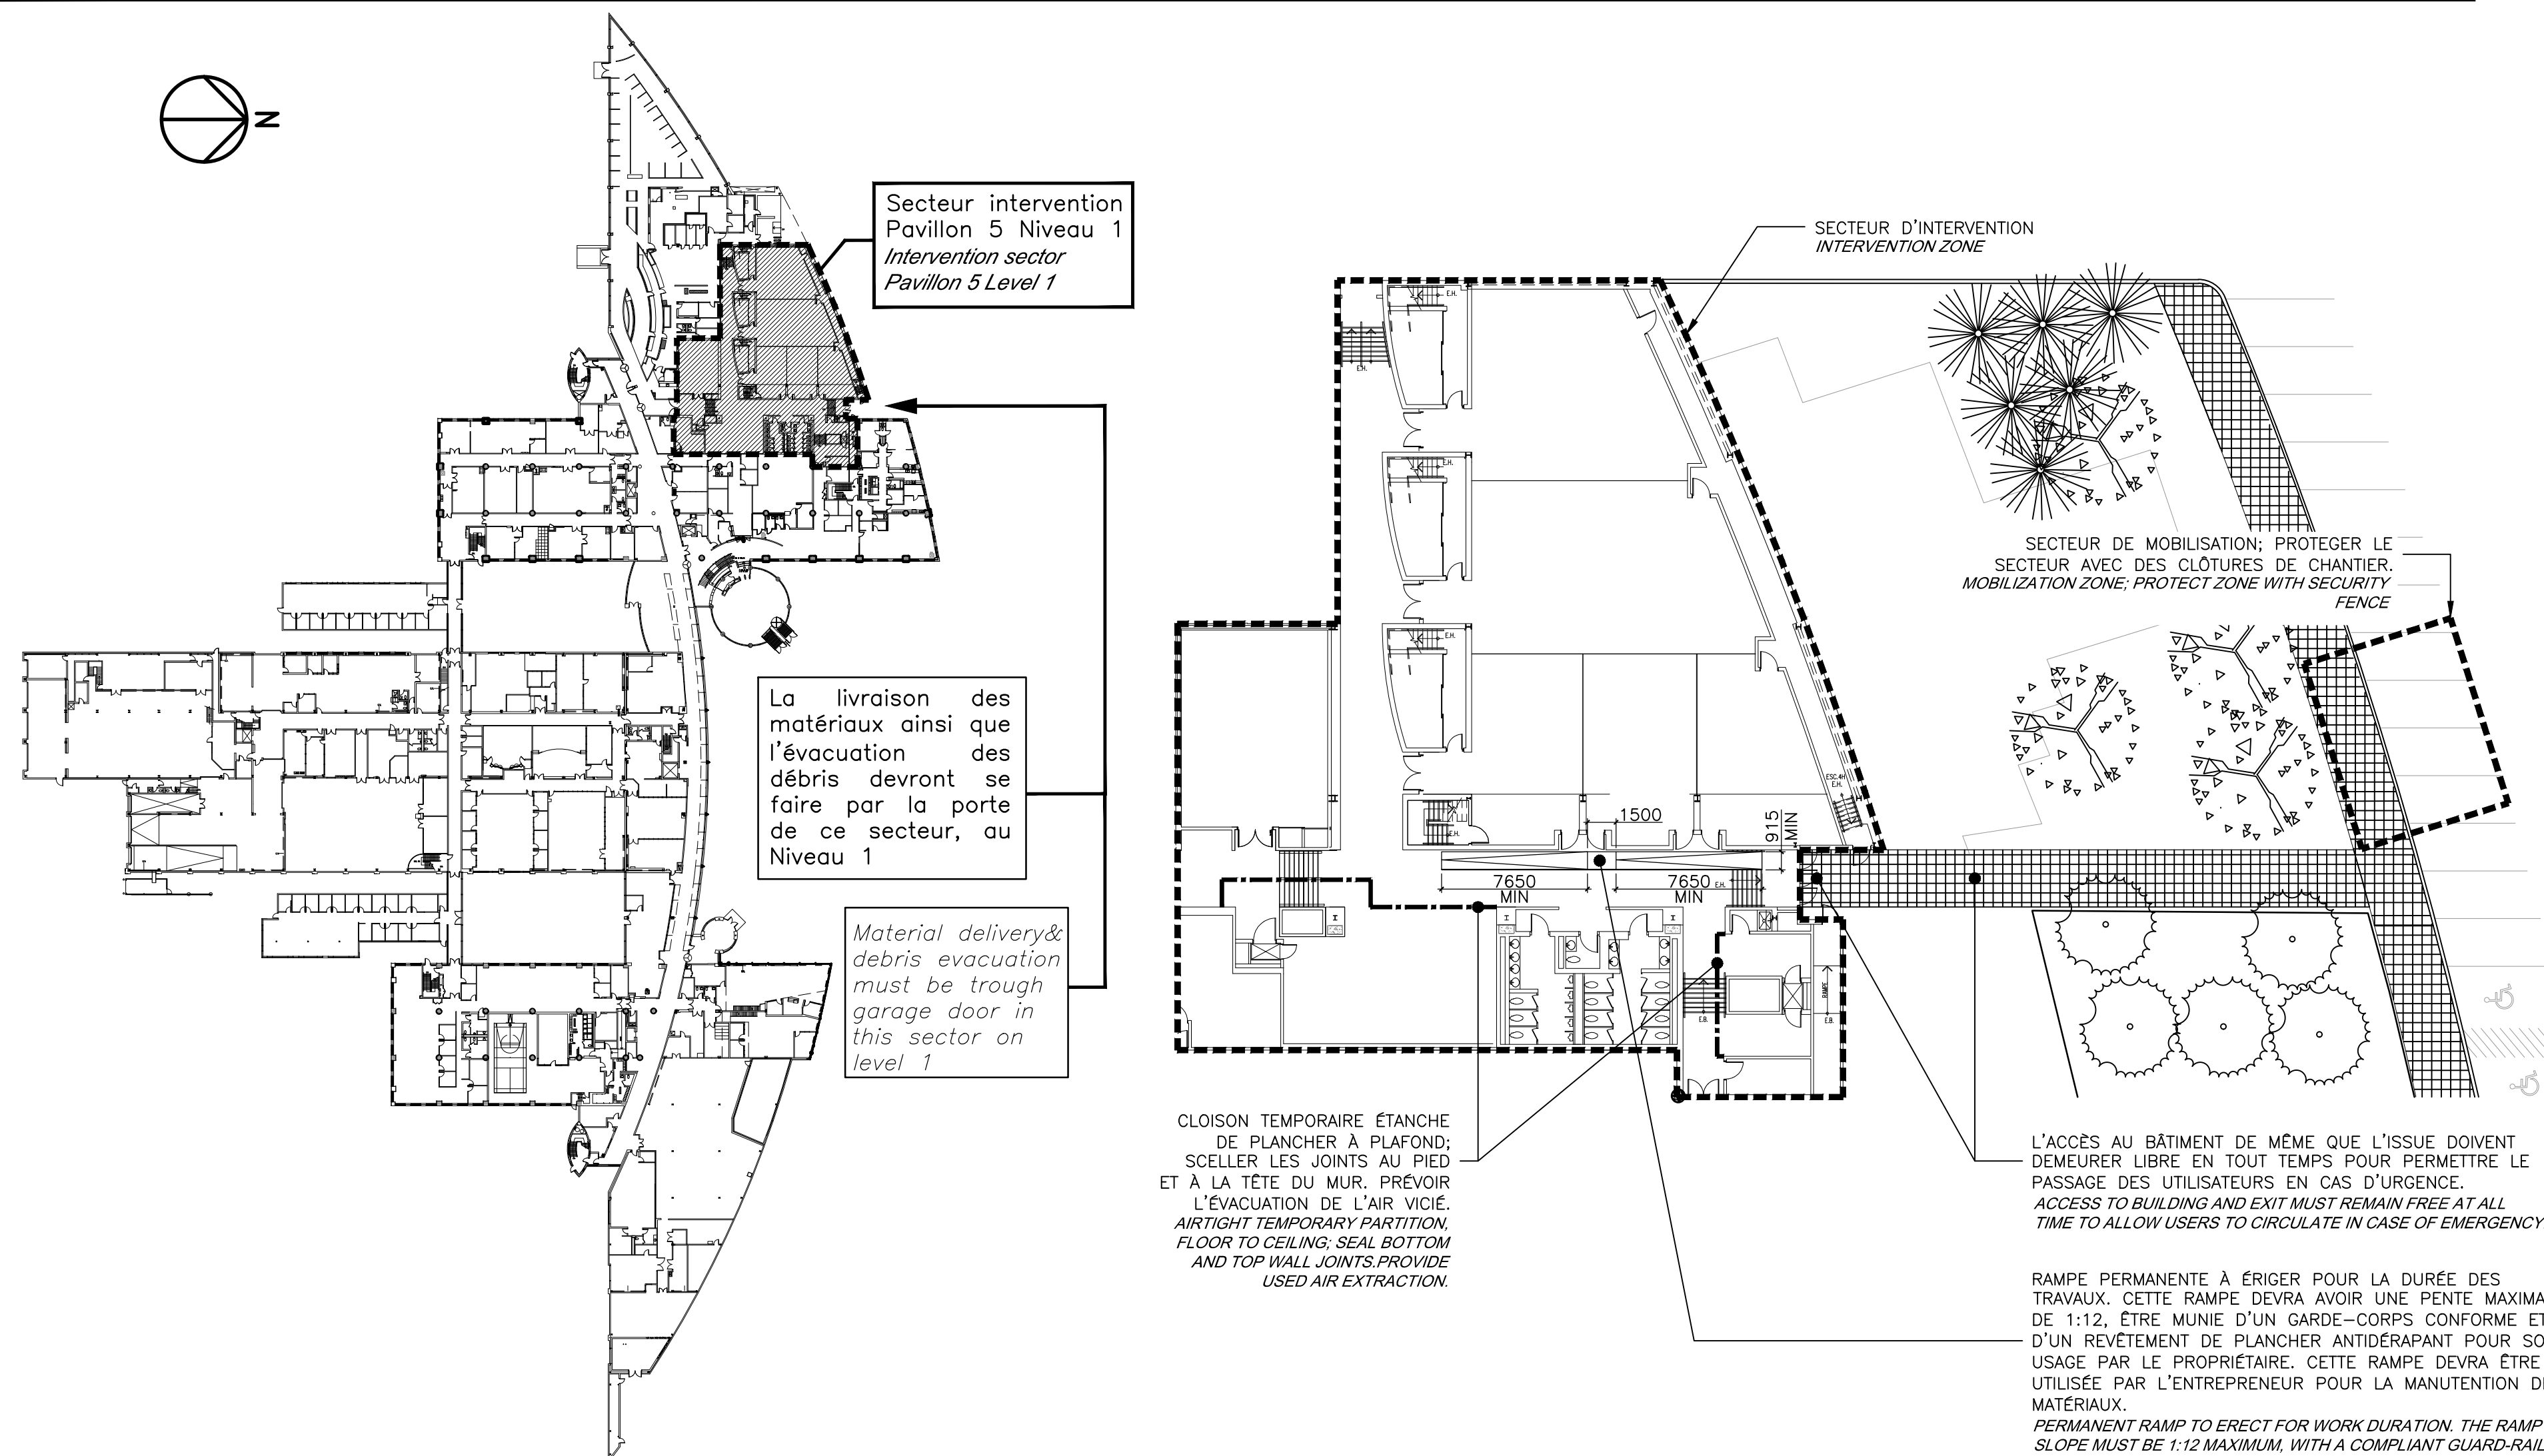 N
Secteur intervention
Pavillon 5 Niveau 1
Intervention sector
Pavillon 5 Level 1
La livraison des
matériaux ainsi que
l'évacuation des
débris devront se
faire par la porte
de ce secteur, au
Niveau 1
Material delivery&
debris evacuation
must be trough
garage door in
this sector on
level 1
SECTEUR D'INTERVENTION
INTERVENTION ZONE
E.H.
E.H.
E.H.
E.H.
SECTEUR DE MOBILISATION; PROTEGER LE
SECTEUR AVEC DES CLÔTURES DE CHANTIER.
MOBILIZATION ZONE; PROTECT ZONE WITH SECURITY
FENCE
ESC.4H
E.H.
E.H.
1500
915
MIN
7650
MIN
7650
MIN
E.H.
E.B.
RAMPE
E.B.
CLOISON TEMPORAIRE ÉTANCHE
DE PLANCHER À PLAFOND;
SCELLER LES JOINTS AU PIED
ET À LA TÊTE DU MUR. PRÉVOIR
L'ÉVACUATION DE L'AIR VICIÉ.
AIRTIGHT TEMPORARY PARTITION,
FLOOR TO CEILING; SEAL BOTTOM
AND TOP WALL JOINTS.PROVIDE
USED AIR EXTRACTION.
L'ACCÈS AU BÂTIMENT DE MÊME QUE L'ISSUE DOIVENT
DEMEURER LIBRE EN TOUT TEMPS POUR PERMETTRE LE
PASSAGE DES UTILISATEURS EN CAS D'URGENCE.
ACCESS TO BUILDING AND EXIT MUST REMAIN FREE AT ALL
TIME TO ALLOW USERS TO CIRCULATE IN CASE OF EMERGENCY
RAMPE PERMANENTE À ÉRIGER POUR LA DURÉE DES
TRAVAUX. CETTE RAMPE DEVRA AVOIR UNE PENTE MAXIMA
DE 1:12, ÊTRE MUNIE D'UN GARDE-CORPS CONFORME ET
D'UN REVÊTEMENT DE PLANCHER ANTIDÉRAPANT POUR SO
USAGE PAR LE PROPRIÉTAIRE. CETTE RAMPE DEVRA ÊTRE
UTILISÉE PAR L'ENTREPRENEUR POUR LA MANUTENTION DE
MATÉRIAUX.
PERMANENT RAMP TO ERECT FOR WORK DURATION. THE RAMP
SLOPE MUST BE 1:12 MAXIMUM, WITH A COMPLIANT GUARD-RAIL